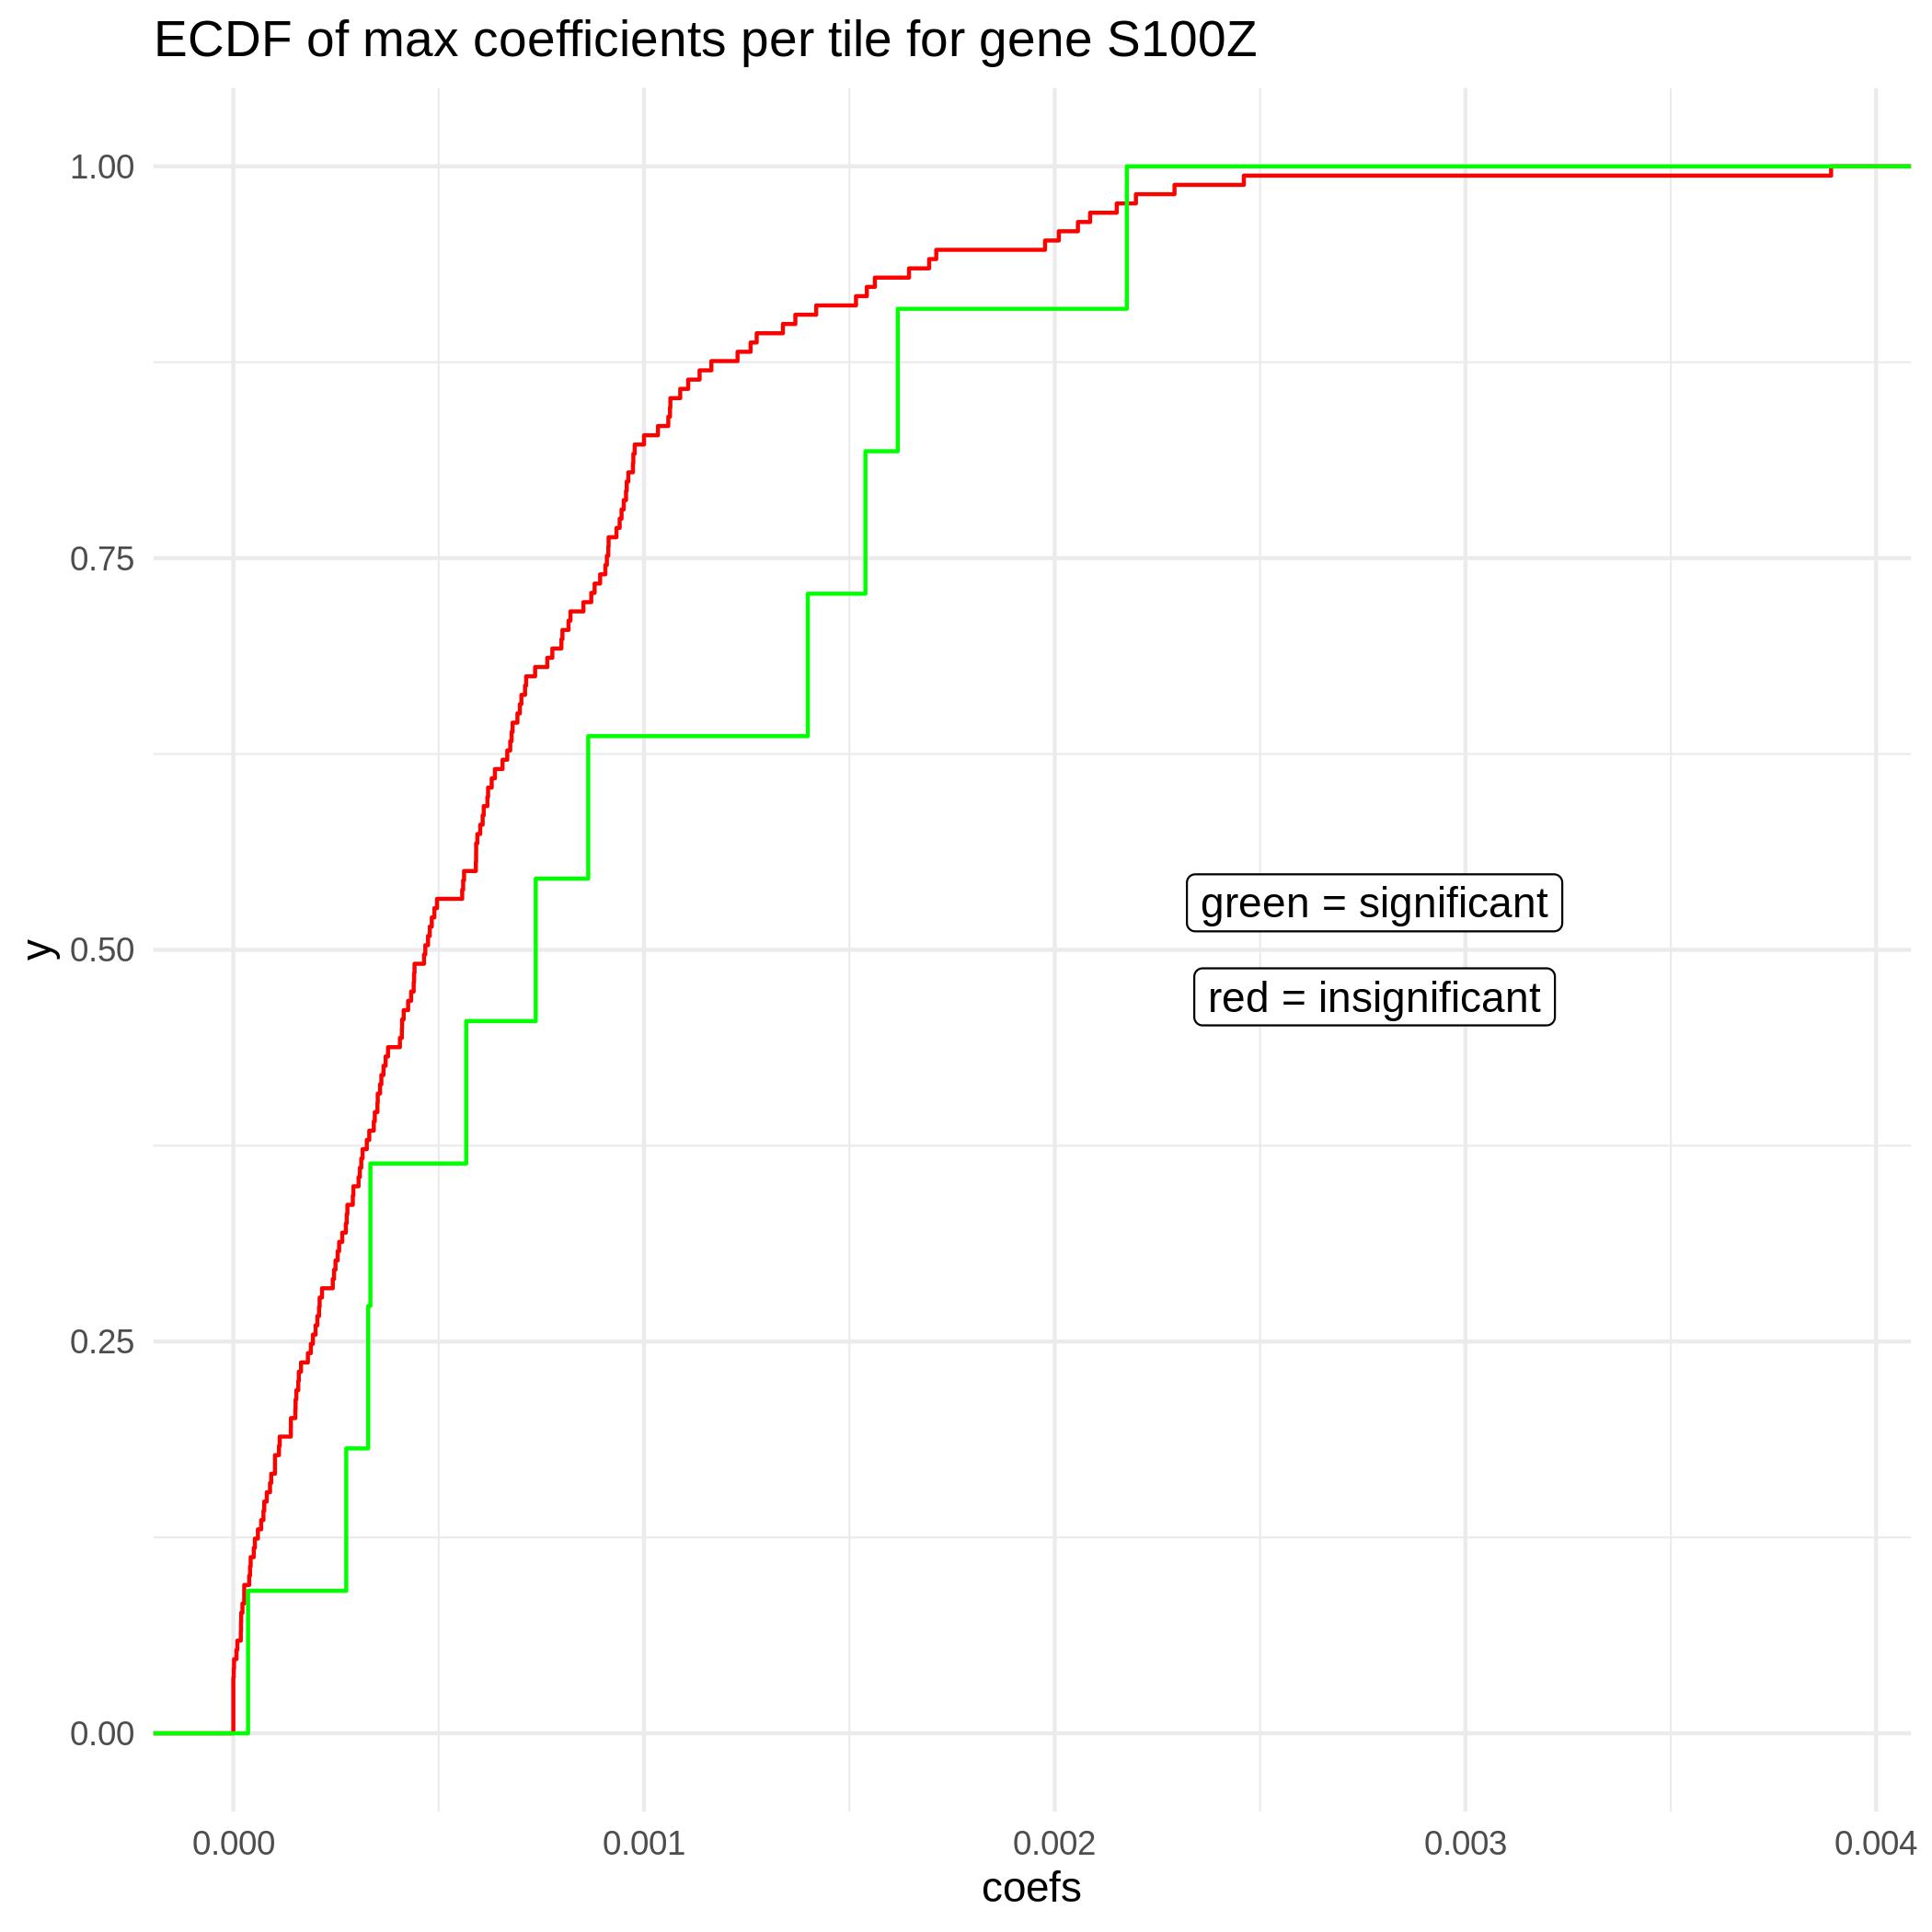 ECDF of max coefficients per tile for gene S100Z
1.00
0.75
0.50
0.25
0.00
y
green = significant
red = insignificant
0.000 0.001 0.002 0.003 0.004
coefs